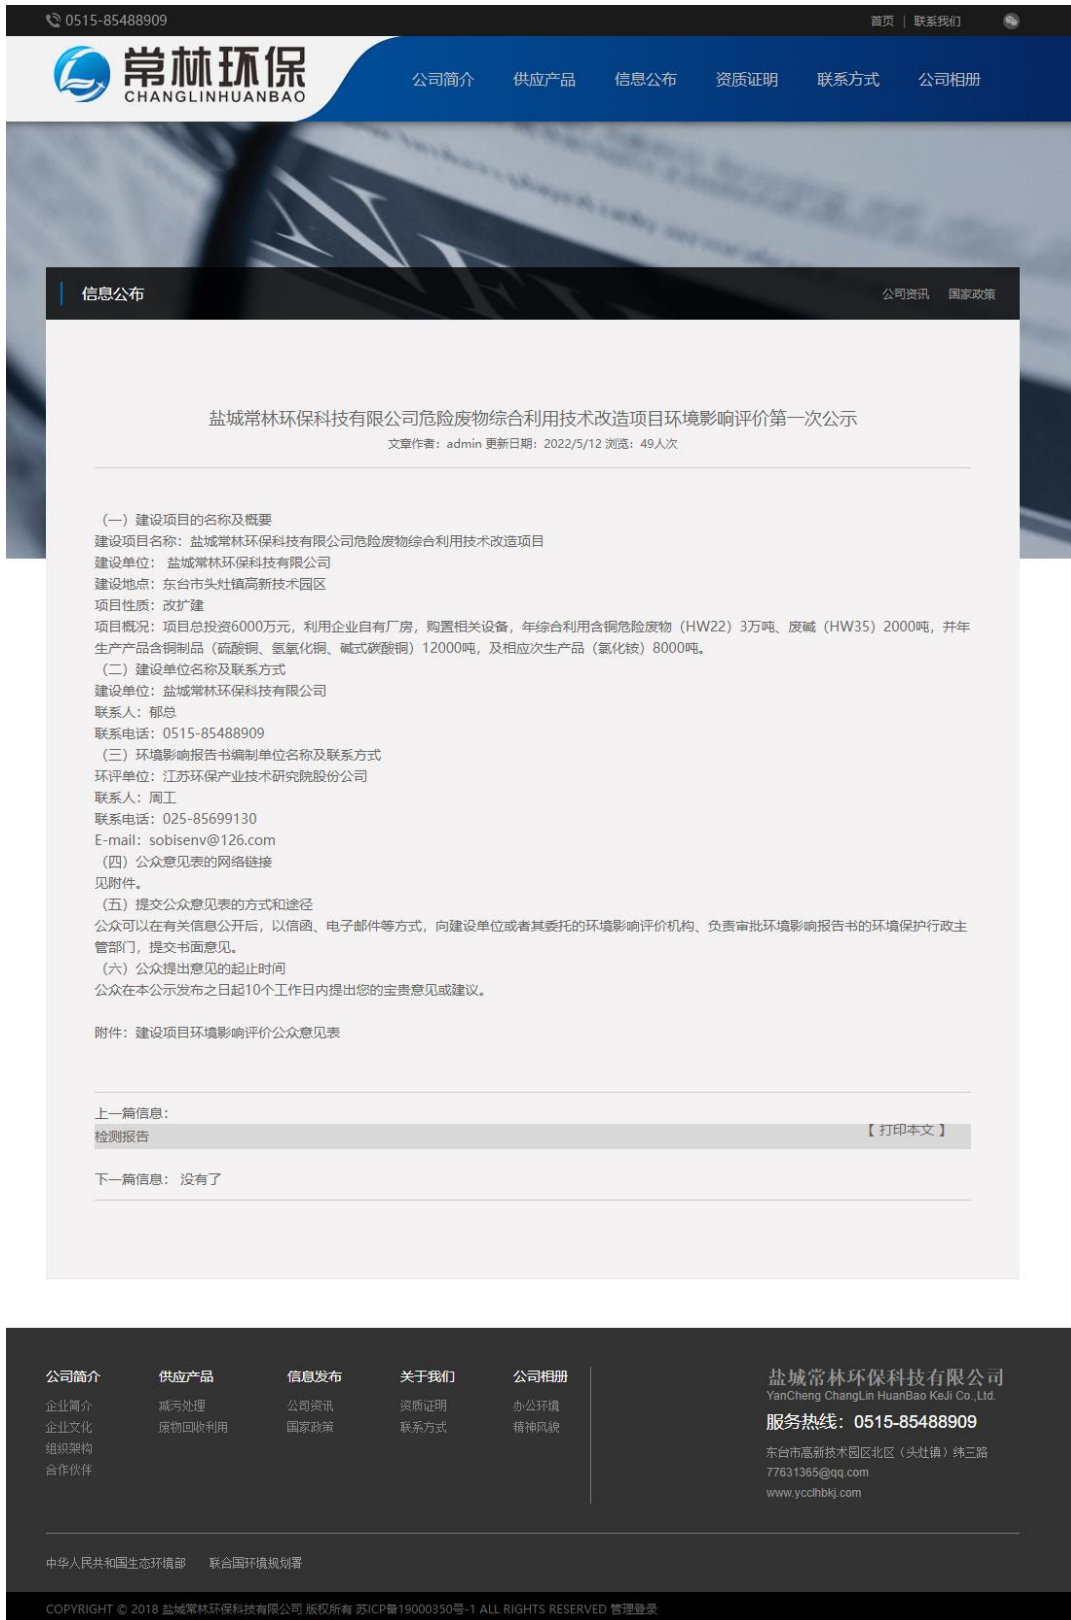 0515-85488909
首页 | 联系我们
常林环保
CHANGLINHUANBAO
公司简介 供应产品 信息公布 资质证明 联系方式 公司相册
信息公布
公司资讯 国家政策
盐城常林环保科技有限公司危险废物综合利用技术改造项目环境影响评价第一次公示
文章作者：admin 更新日期：2022/5/12 浏览：49人次
（一）建设项目的名称及概要
建设项目名称：盐城常林环保科技有限公司危险废物综合利用技术改造项目
建设单位： 盐城常林环保科技有限公司
建设地点：东台市头灶镇高新技术园区
项目性质：改扩建
项目概况：项目总投资6000万元，利用企业自有厂房，购置相关设备，年综合利用含铜危险废物（HW22）3万吨、废碱（HW35）2000吨，并年
生产产品含铜制品（硫酸铜、氢氧化铜、碱式碳酸铜）12000吨，及相应次生产品（氯化铵）8000吨。
（二）建设单位名称及联系方式
建设单位：盐城常林环保科技有限公司
联系人：郁总
联系电话：0515-85488909
（三）环境影响报告书编制单位名称及联系方式
环评单位：江苏环保产业技术研究院股份公司
联系人：周工
联系电话：025-85699130
E-mail：sobisenv@126.com
（四）公众意见表的网络链接
见附件。
（五）提交公众意见表的方式和途径
公众可以在有关信息公开后，以信函、电子邮件等方式，向建设单位或者其委托的环境影响评价机构、负责审批环境影响报告书的环境保护行政主
管部门，提交书面意见。
（六）公众提出意见的起止时间
公众在本公示发布之日起10个工作日内提出您的宝贵意见或建议。
附件：建设项目环境影响评价公众意见表
上一篇信息：
检测报告
【 打印本文 】
下一篇信息： 没有了
公司简介 供应产品 信息发布 关于我们 公司相册
企业简介 减污处理 公司资讯 资质证明 办公环境
企业文化 废物回收利用 国家政策 联系方式 精神风貌
组织架构
合作伙伴
盐城常林环保科技有限公司
YanCheng ChangLin HuanBao KeJi Co.,Ltd.
服务热线：0515-85488909
东台市高新技术园区北区（头灶镇）纬三路
77631365@qq.com
www.ycclhbkj.com
中华人民共和国生态环境部 联合国环境规划署
COPYRIGHT © 2018 盐城常林环保科技有限公司 版权所有 苏ICP备19000350号-1 ALL RIGHTS RESERVED 管理登录